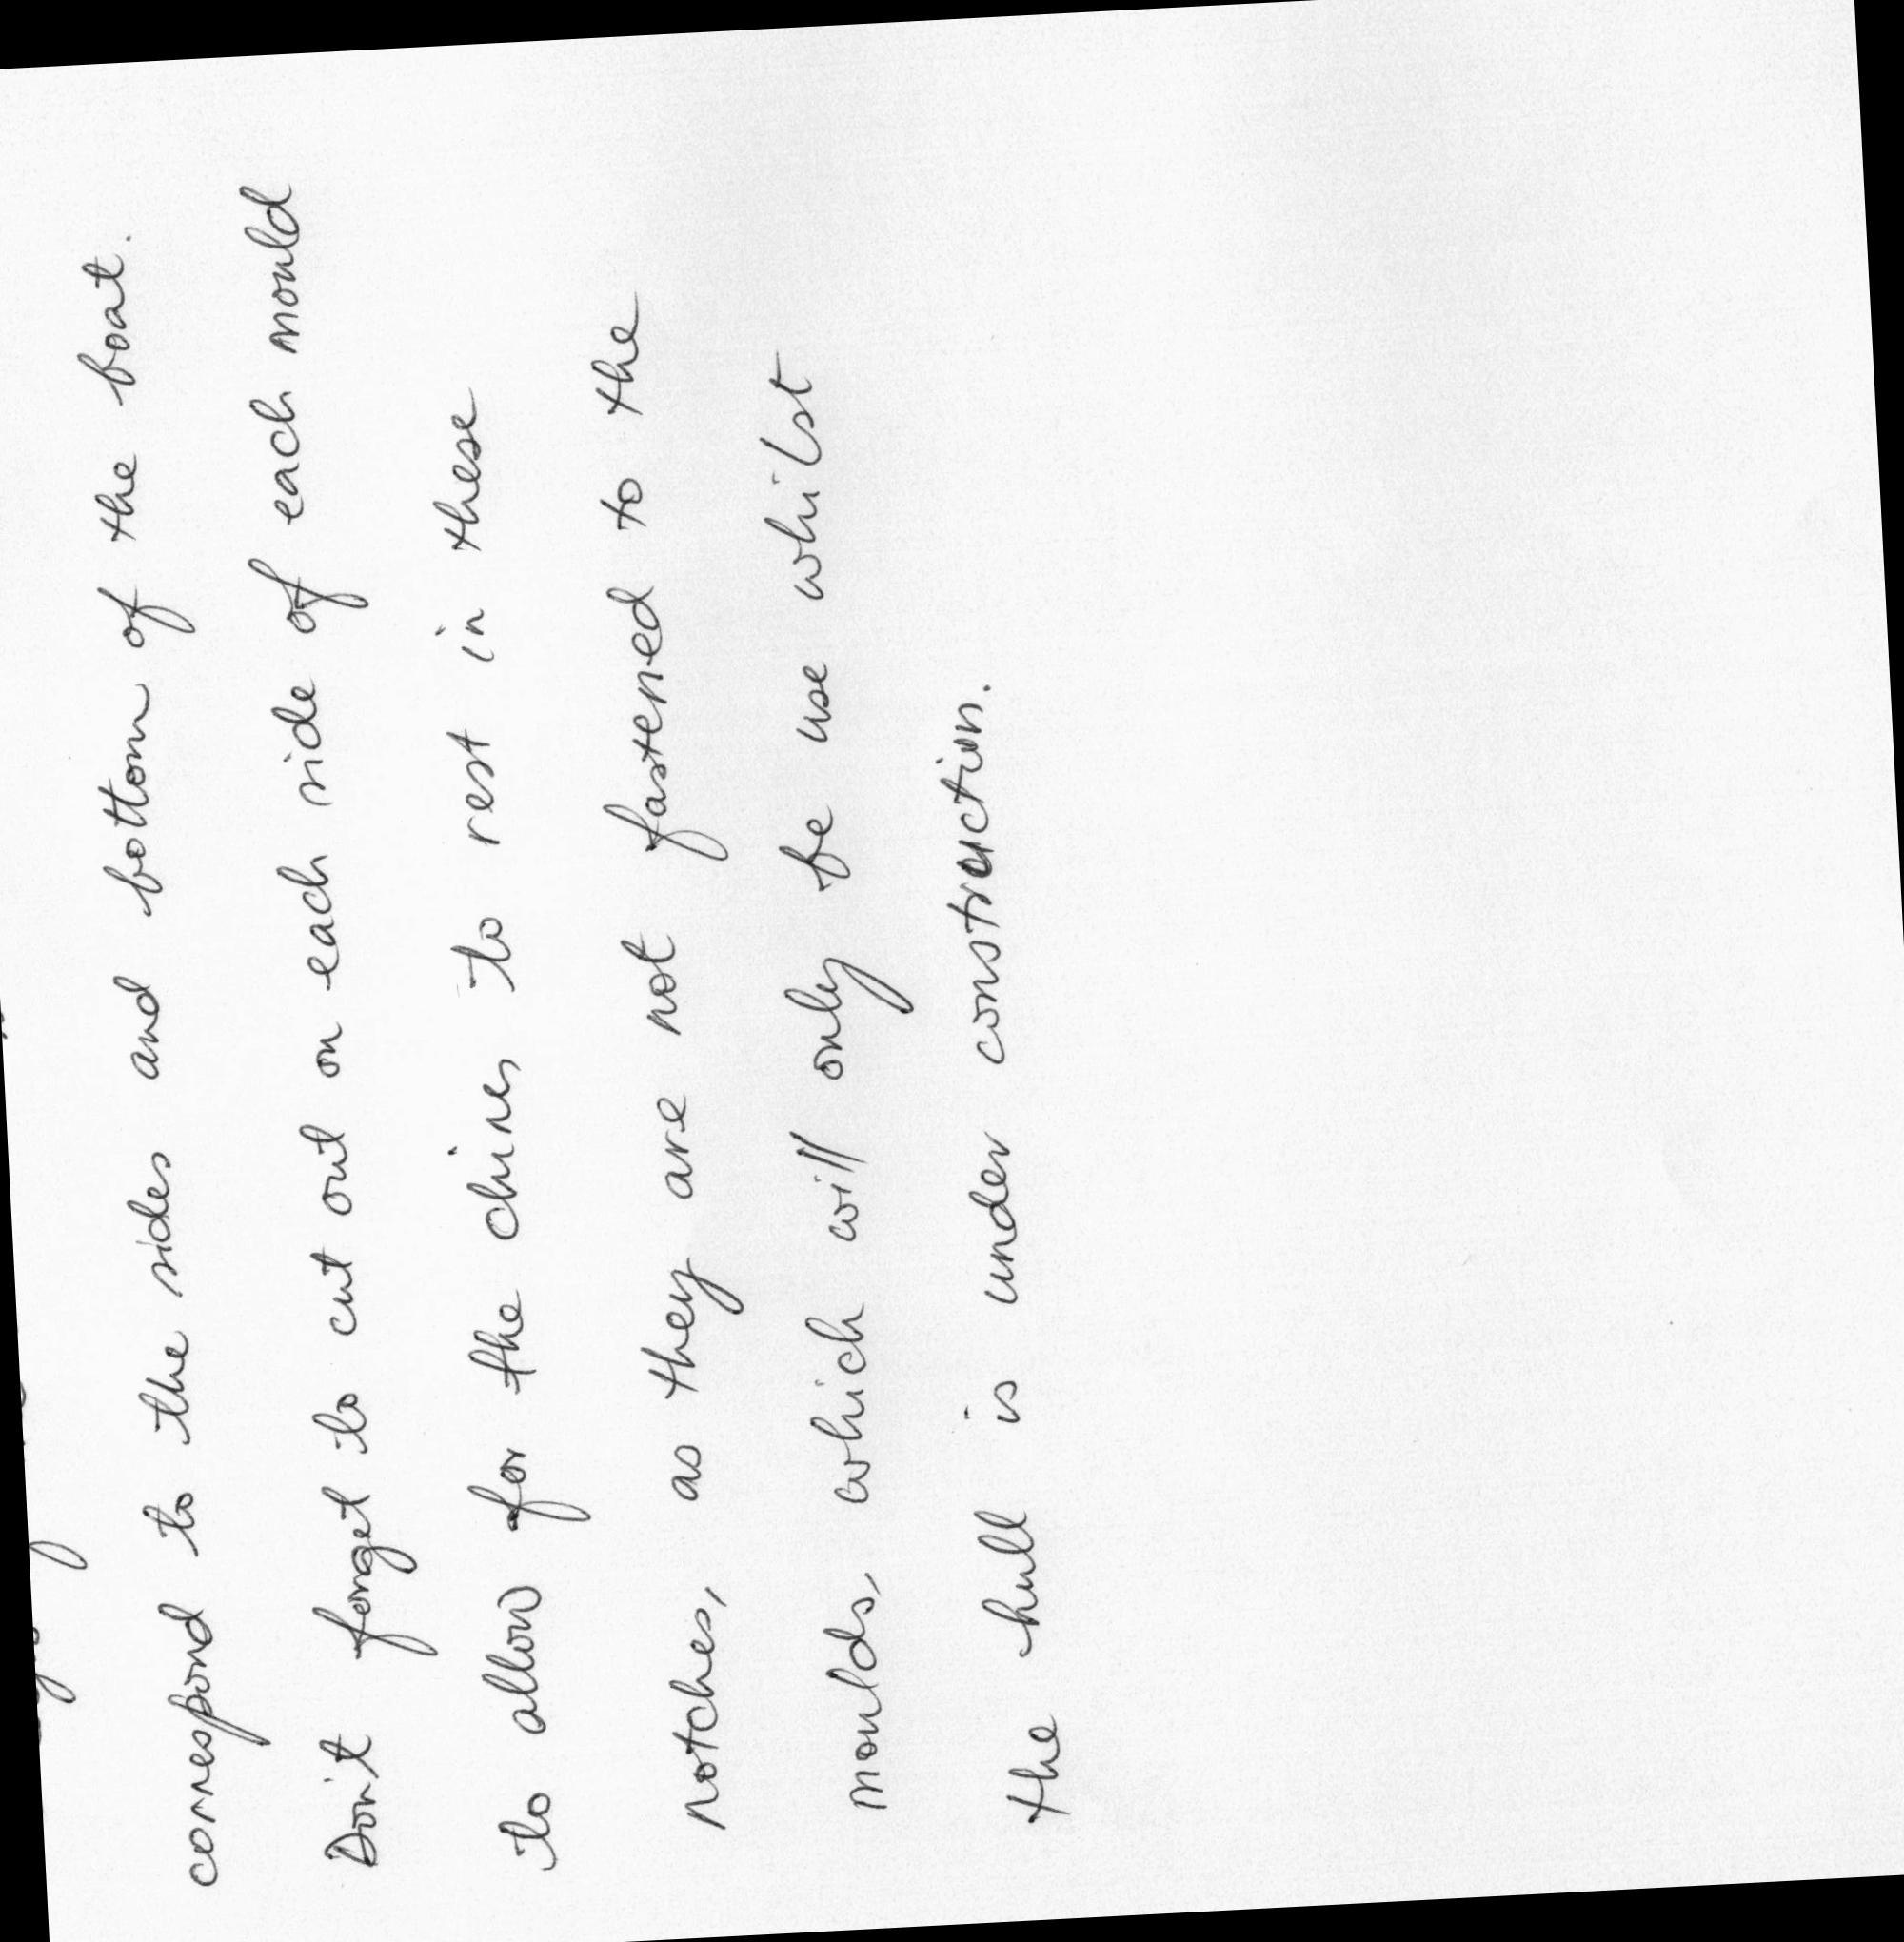 correspond to the sides and bottom of the boat.
Don't forget to cut out on each side of each mould
to allow for the chines to rest in these
notches, as they are not fastened to the
moulds, which will only be use whilst
the hull is under construction.